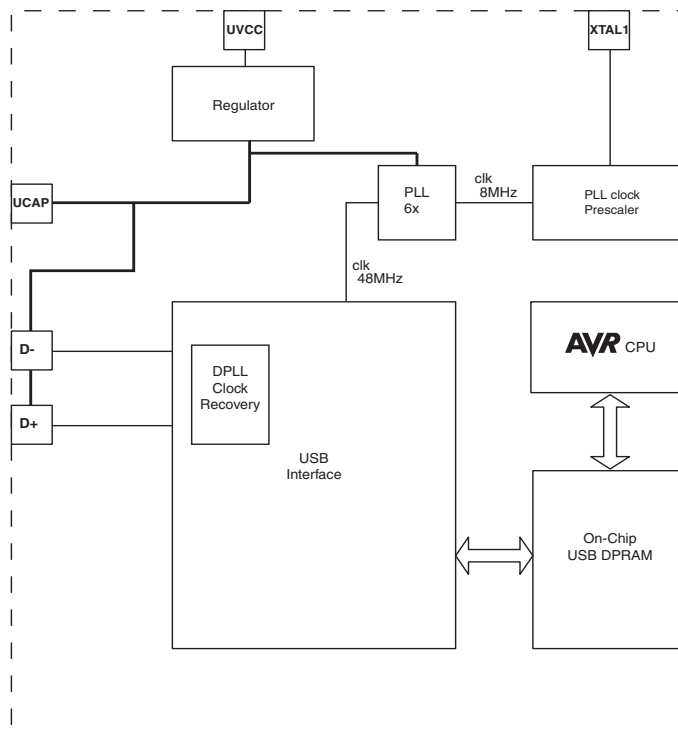 UVCC
XTAL1
Regulator
UCAP
PLL
6x
clk
8MHz
PLL clock
Prescaler
clk
48MHz
D-
D+
DPLL
Clock
Recovery
USB
Interface
AVR CPU
On-Chip
USB DPRAM